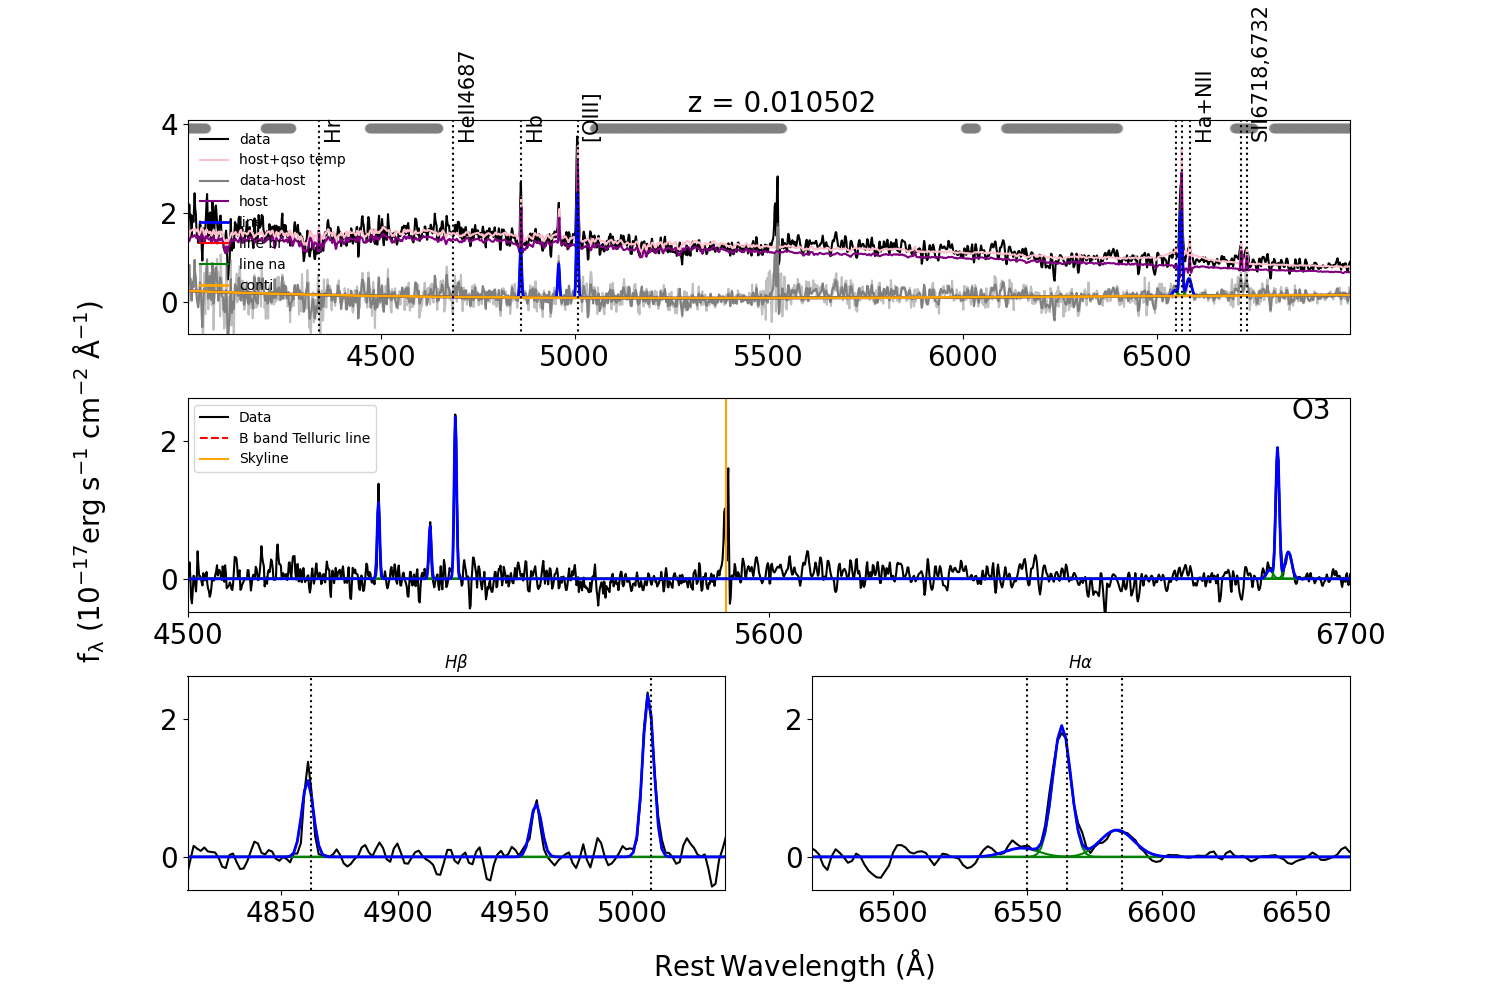 z = 0.010502
Hr
HeII4687
Hb
[OIII]
Ha+NII
SII6718,6732
4
2
0
data
host+qso temp
data-host
host
line na
conti
4500
5000
5500
6000
6500
fλ (10−17erg s−1 cm−2 Å−1)
2
0
Data
B band Telluric line
Skyline
O3
4500
5600
6700
Hβ
2
0
4850
4900
4950
5000
Hα
2
0
6500
6550
6600
6650
Rest Wavelength (Å)